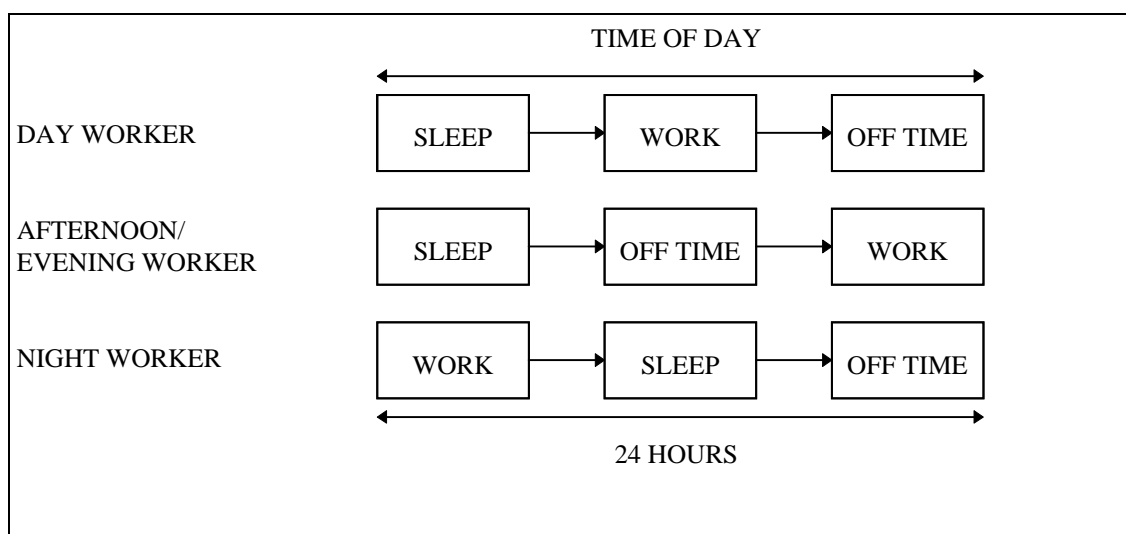 TIME OF DAY
DAY WORKER
SLEEP
WORK
OFF TIME
AFTERNOON/
EVENING WORKER
SLEEP
OFF TIME
WORK
NIGHT WORKER
WORK
SLEEP
OFF TIME
24 HOURS